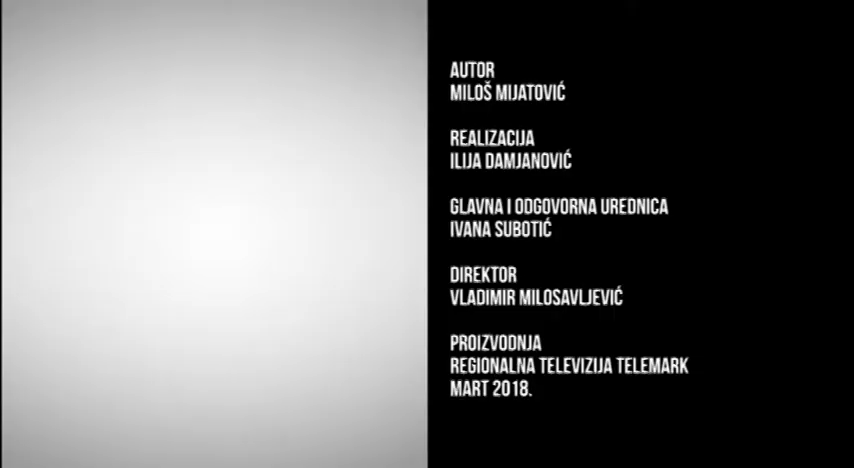 AUTOR
MILOŠ MIJATOVIĆ
REALIZACIJA
ILIJA DAMJANOVIĆ
GLAVNA I ODGOVORNA UREDNICA
IVANA SUBOTIĆ
DIREKTOR
VLADIMIR MILOSAVLJEVIĆ
PROIZVODNJA
REGIONALNA TELEVIZIJA TELEMARK
MART 2018.